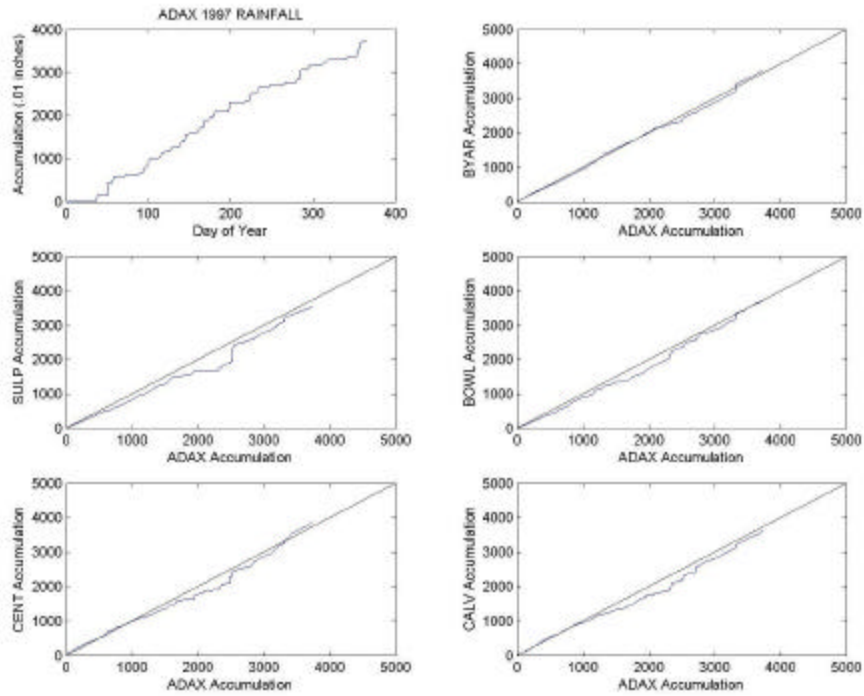 ADAX 1997 RAINFALL
Accumulation (.01 inches)
4000
3000
2000
1000
0
0 100 200 300 400
Day of Year
BYAR Accumulation
5000
4000
3000
2000
1000
0
0 1000 2000 3000 4000 5000
ADAX Accumulation
SULP Accumulation
5000
4000
3000
2000
1000
0
0 1000 2000 3000 4000 5000
ADAX Accumulation
BOWL Accumulation
5000
4000
3000
2000
1000
0
0 1000 2000 3000 4000 5000
ADAX Accumulation
CENT Accumulation
5000
4000
3000
2000
1000
0
0 1000 2000 3000 4000 5000
ADAX Accumulation
CALV Accumulation
5000
4000
3000
2000
1000
0
0 1000 2000 3000 4000 5000
ADAX Accumulation